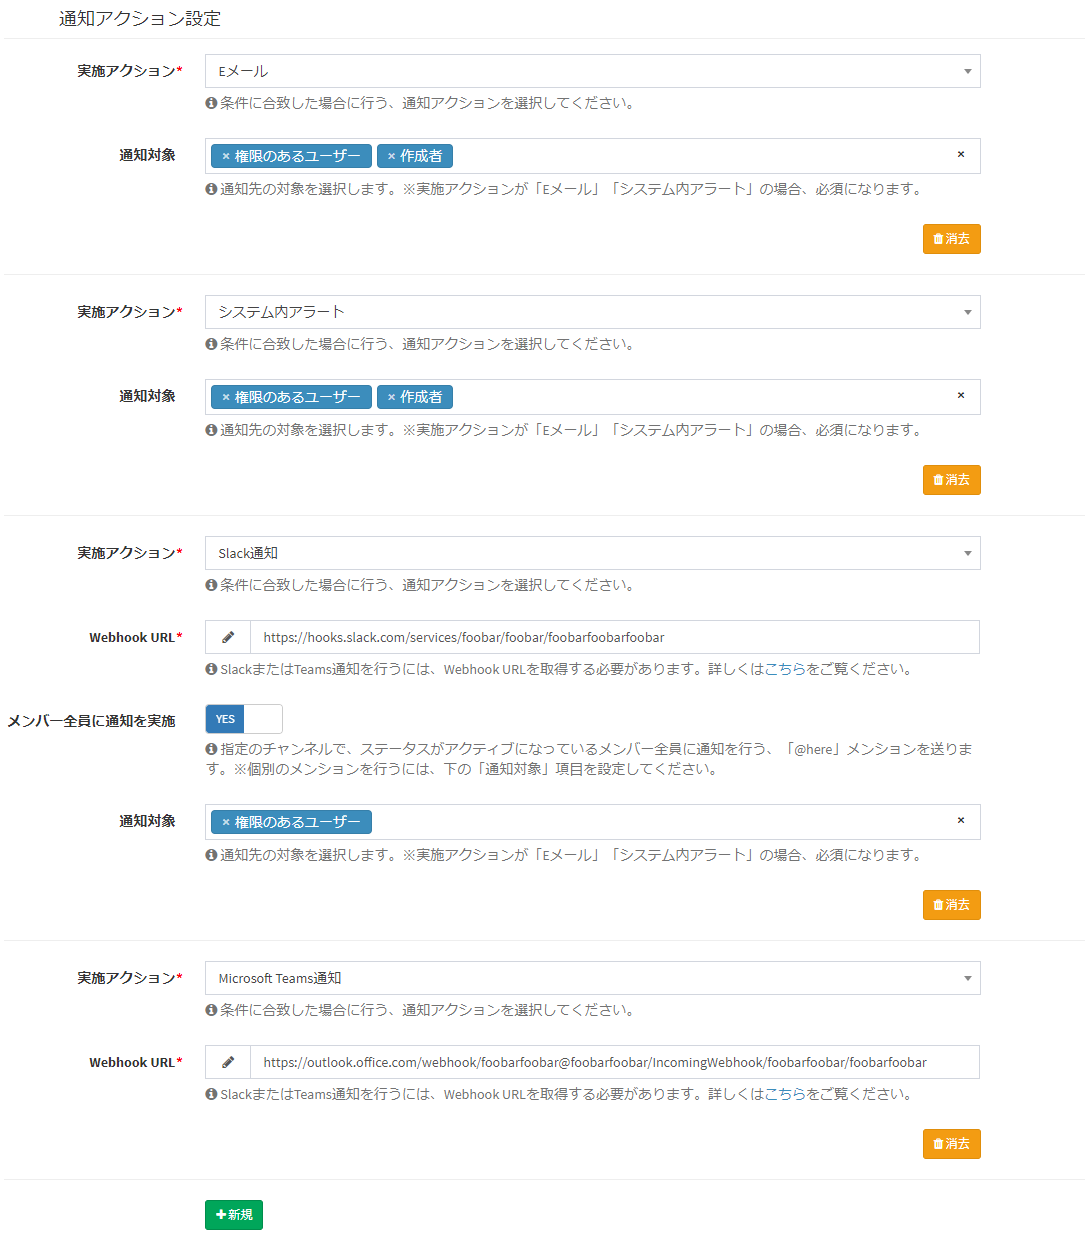 通知アクション設定
実施アクション*
Eメール
条件に合致した場合に行う、通知アクションを選択してください。
通知対象
× 権限のあるユーザー × 作成者 ×
通知先の対象を選択します。※実施アクションが「Eメール」「システム内アラート」の場合、必須になります。
消去
実施アクション*
システム内アラート
条件に合致した場合に行う、通知アクションを選択してください。
通知対象
× 権限のあるユーザー × 作成者 ×
通知先の対象を選択します。※実施アクションが「Eメール」「システム内アラート」の場合、必須になります。
消去
実施アクション*
Slack通知
条件に合致した場合に行う、通知アクションを選択してください。
Webhook URL*
https://hooks.slack.com/services/foobar/foobar/foobarfoobarfoobar
SlackまたはTeams通知を行うには、Webhook URLを取得する必要があります。詳しくはこちらをご覧ください。
メンバー全員に通知を実施
YES
指定のチャンネルで、ステータスがアクティブになっているメンバー全員に通知を行う、「@here」メンションを送りま
す。※個別のメンションを行うには、下の「通知対象」項目を設定してください。
通知対象
× 権限のあるユーザー ×
通知先の対象を選択します。※実施アクションが「Eメール」「システム内アラート」の場合、必須になります。
消去
実施アクション*
Microsoft Teams通知
条件に合致した場合に行う、通知アクションを選択してください。
Webhook URL*
https://outlook.office.com/webhook/foobarfoobar@foobarfoobar/IncomingWebhook/foobarfoobar/foobarfoobar
SlackまたはTeams通知を行うには、Webhook URLを取得する必要があります。詳しくはこちらをご覧ください。
消去
新規